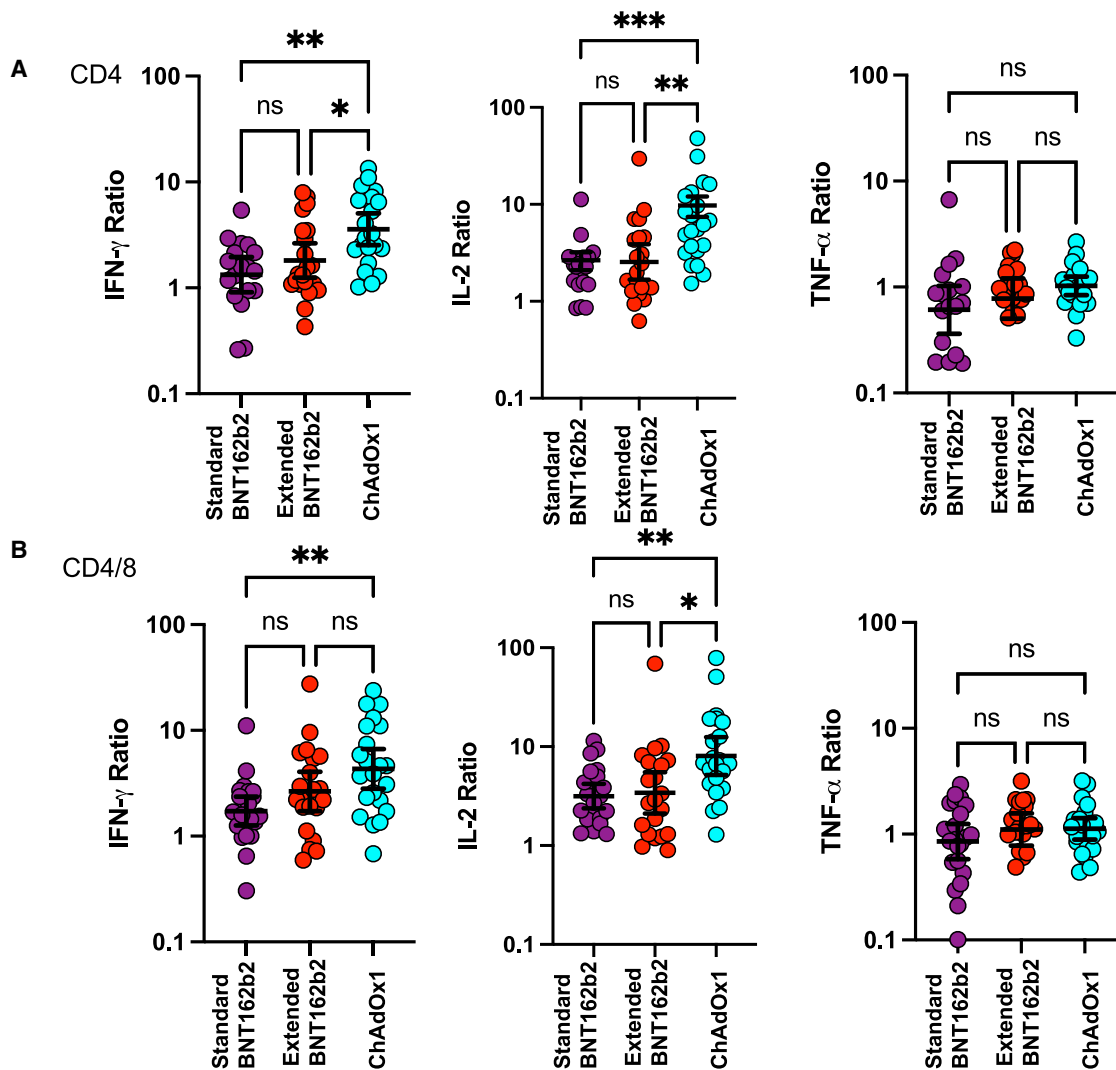 A
CD4
**
ns
*
100
10
1
0.1
IFN-γ Ratio
Standard
BNT162b2
Extended
BNT162b2
ChAdOx1
***
ns
**
100
10
1
0.1
IL-2 Ratio
Standard
BNT162b2
Extended
BNT162b2
ChAdOx1
ns
ns
ns
100
10
1
0.1
TNF-α Ratio
Standard
BNT162b2
Extended
BNT162b2
ChAdOx1
B
CD4/8
**
ns
ns
100
10
1
0.1
IFN-γ Ratio
Standard
BNT162b2
Extended
BNT162b2
ChAdOx1
**
ns
*
100
10
1
0.1
IL-2 Ratio
Standard
BNT162b2
Extended
BNT162b2
ChAdOx1
ns
ns
ns
100
10
1
0.1
TNF-α Ratio
Standard
BNT162b2
Extended
BNT162b2
ChAdOx1